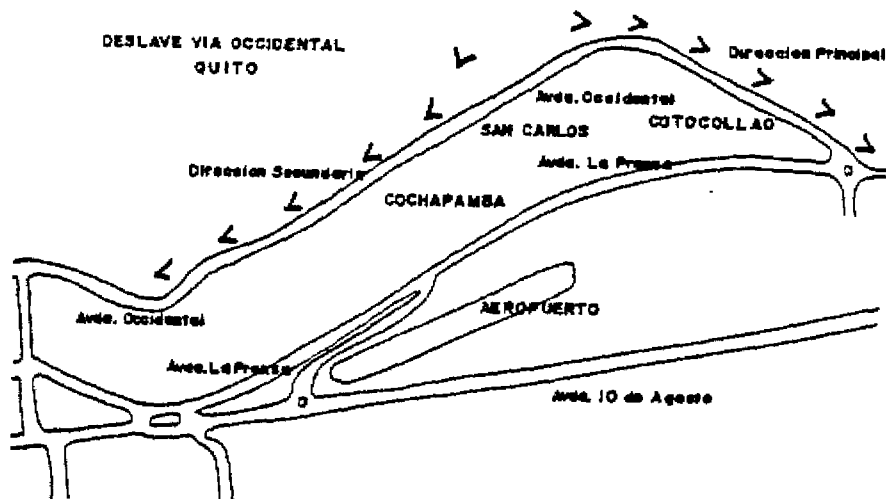 DESLAVE VIA OCCIDENTAL
QUITO
Direccion Principal
Avda. Occidental
SAN CARLOS
COTOCOLLAO
Avda. La Prensa
Direccion Secundaria
COCHAPAMBA
Avda. Occidental
AEROPUERTO
Avda. La Prensa
Avda. 10 de Agosto